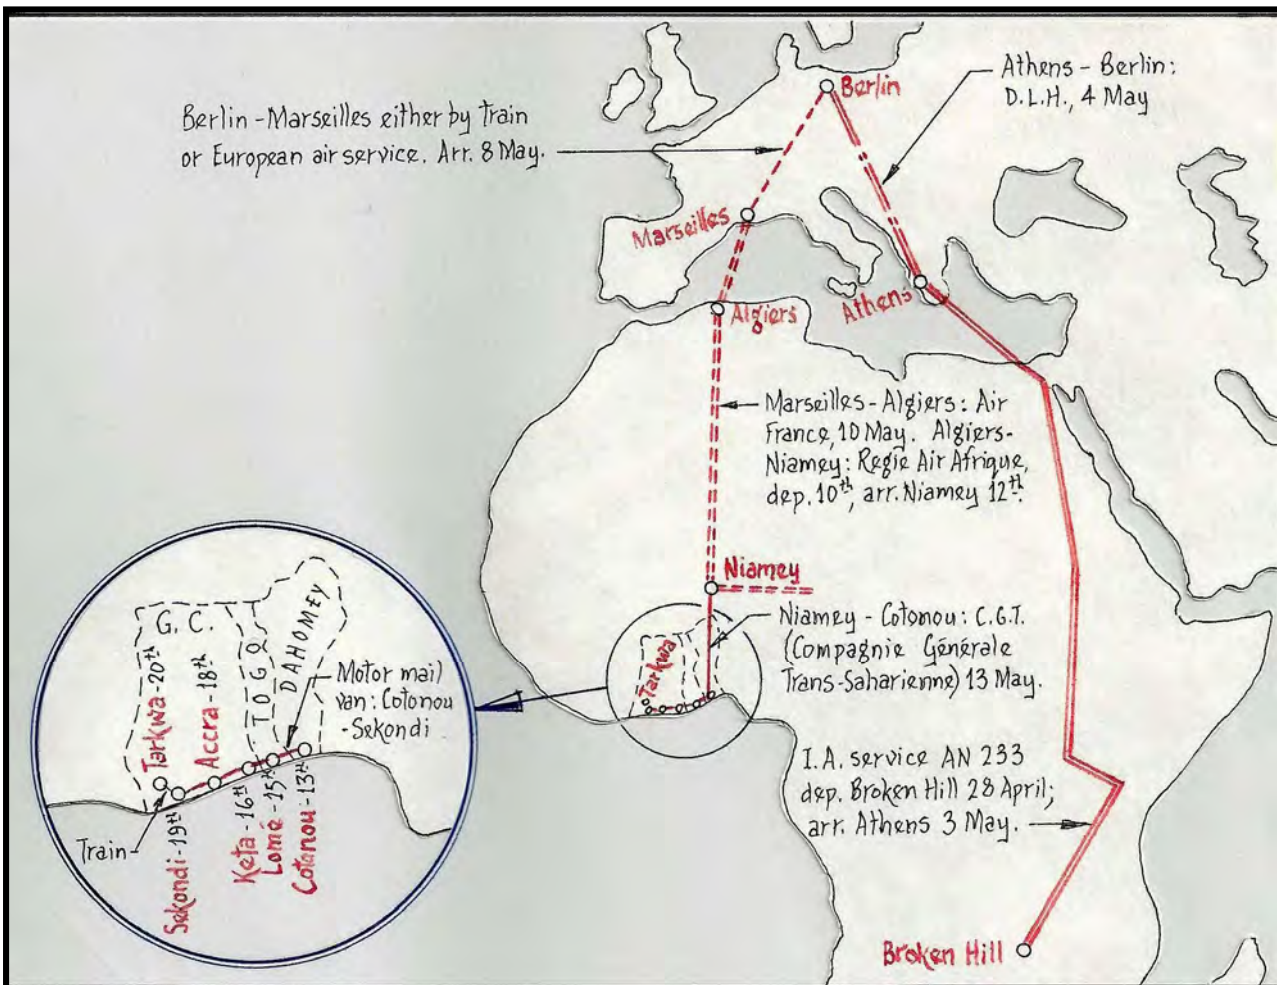 Berlin
Athens - Berlin:
D.L.H., 4 May
Berlin - Marseilles either by train
or European air service. Arr. 8 May.
Marseilles
Athens
Algiers
Marseilles - Algiers: Air
France, 10 May. Algiers-
Niamey: Regie Air Afrique,
dep. 10th, arr. Niamey 12th.
Niamey
Niamey - Cotonou: C.G.T.
(Compagnie Générale
Trans-Saharienne) 13 May.
Tarkwa
I.A. service AN 233
dep. Broken Hill 28 April;
arr. Athens 3 May.
Broken Hill
G. C.
TOGO
DAHOMEY
Motor mail
van: Cotonou
-Sekondi
Tarkwa-20th
Accra-18th
Train
Sekondi-19th
Keta-16th
Lomé-15th
Cotonou-13th